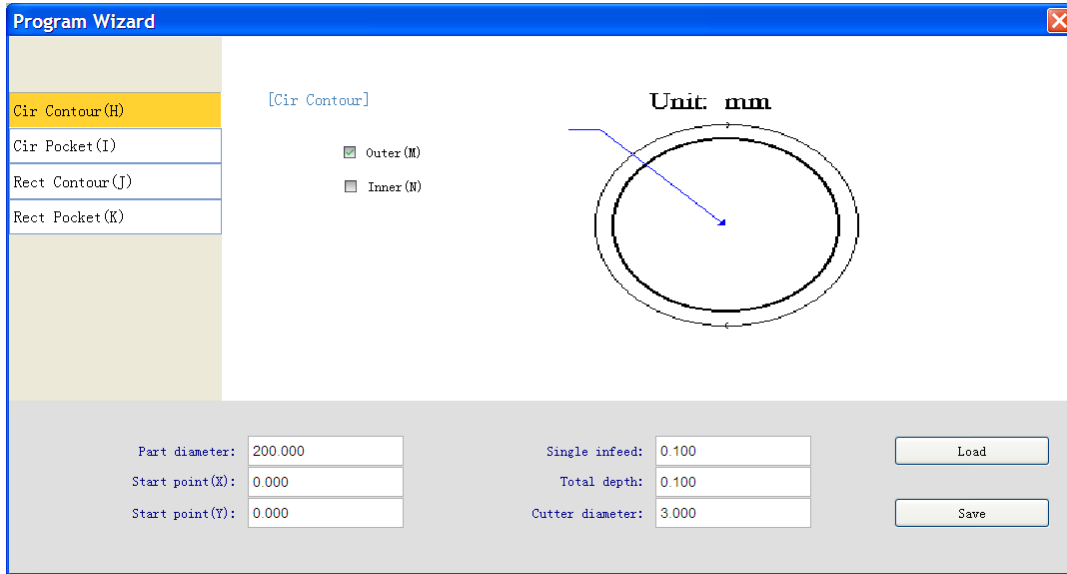 Program Wizard
Cir Contour(H)
Cir Pocket(I)
Rect Contour(J)
Rect Pocket(K)
[Cir Contour]
Outer(M)
Inner(N)
Unit: mm
Part diameter: 200.000
Start point(X): 0.000
Start point(Y): 0.000
Single infeed: 0.100
Total depth: 0.100
Cutter diameter: 3.000
Load
Save